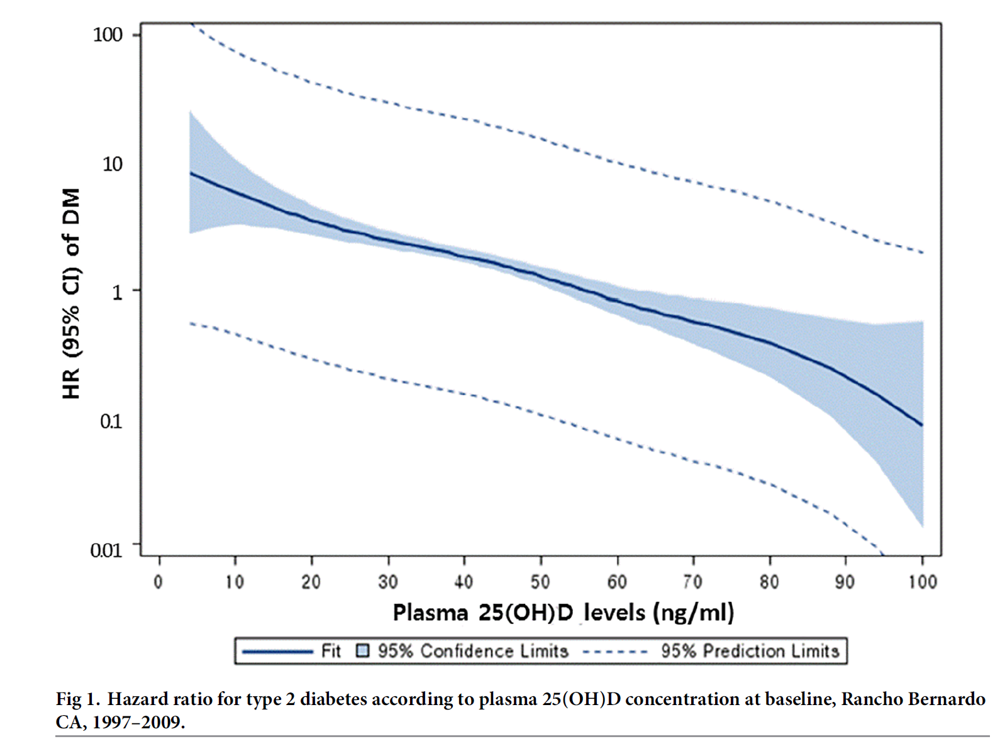 100
10
1
0.1
0.01
HR (95% CI) of DM
0 10 20 30 40 50 60 70 80 90 100
Plasma 25(OH)D levels (ng/ml)
Fit 95% Confidence Limits 95% Prediction Limits
Fig 1. Hazard ratio for type 2 diabetes according to plasma 25(OH)D concentration at baseline, Rancho Bernardo
CA, 1997–2009.